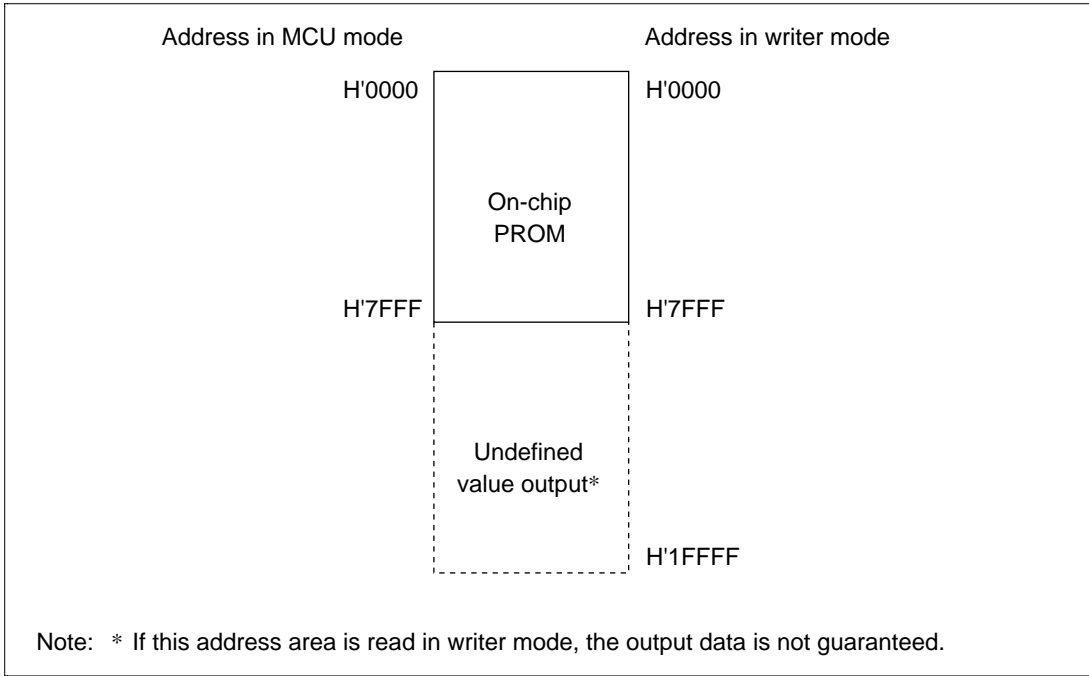 Address in MCU mode
Address in writer mode
H'0000
H'0000
On-chip
PROM
H'7FFF
H'7FFF
Undefined
value output*
H'1FFFF
Note: * If this address area is read in writer mode, the output data is not guaranteed.